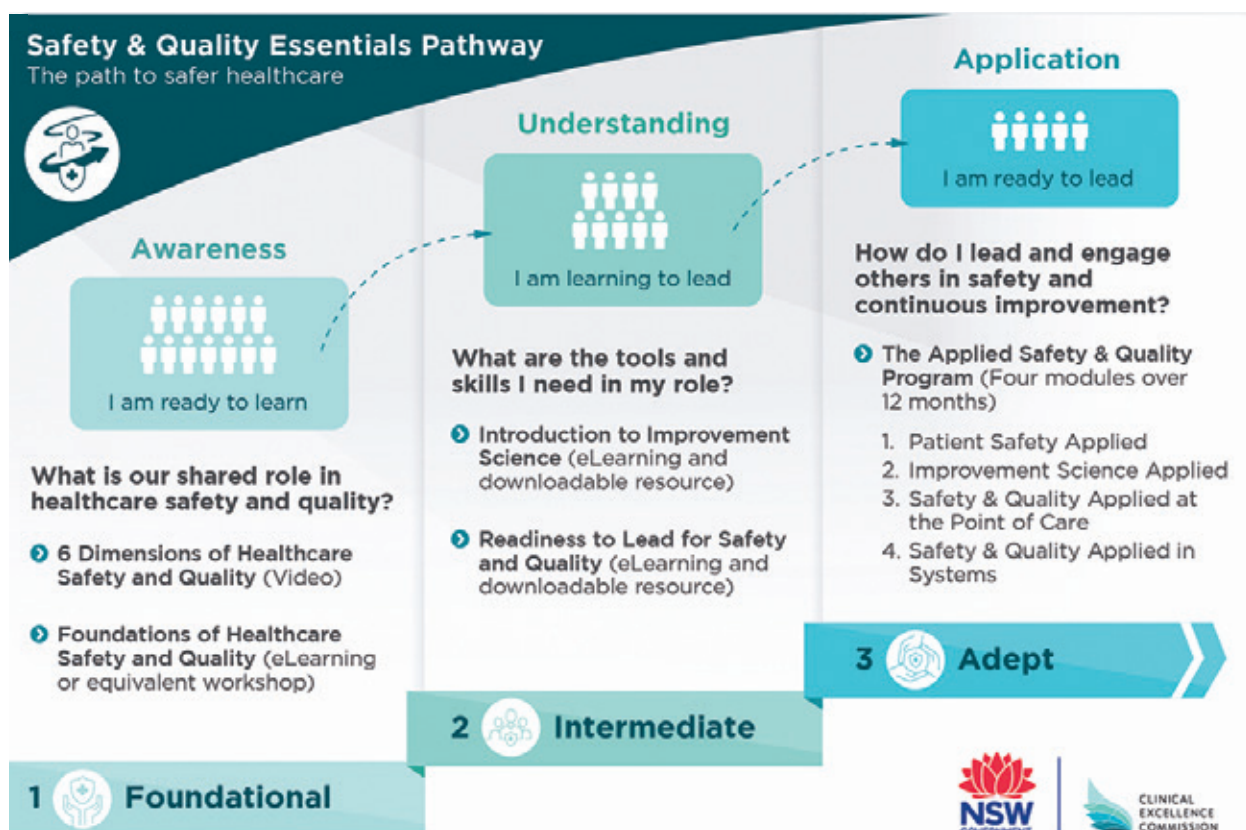 Safety & Quality Essentials Pathway
The path to safer healthcare
Awareness
I am ready to learn
What is our shared role in
healthcare safety and quality?
6 Dimensions of Healthcare
Safety and Quality (Video)
Foundations of Healthcare
Safety and Quality (eLearning
or equivalent workshop)
1 Foundational
Understanding
I am learning to lead
What are the tools and
skills I need in my role?
Introduction to Improvement
Science (eLearning and
downloadable resource)
Readiness to Lead for Safety
and Quality (eLearning and
downloadable resource)
2 Intermediate
Application
I am ready to lead
How do I lead and engage
others in safety and
continuous improvement?
The Applied Safety & Quality
Program (Four modules over
12 months)
1. Patient Safety Applied
2. Improvement Science Applied
3. Safety & Quality Applied at
the Point of Care
4. Safety & Quality Applied in
Systems
3 Adept
NSW
GOVERNMENT
CLINICAL
EXCELLENCE
COMMISSION